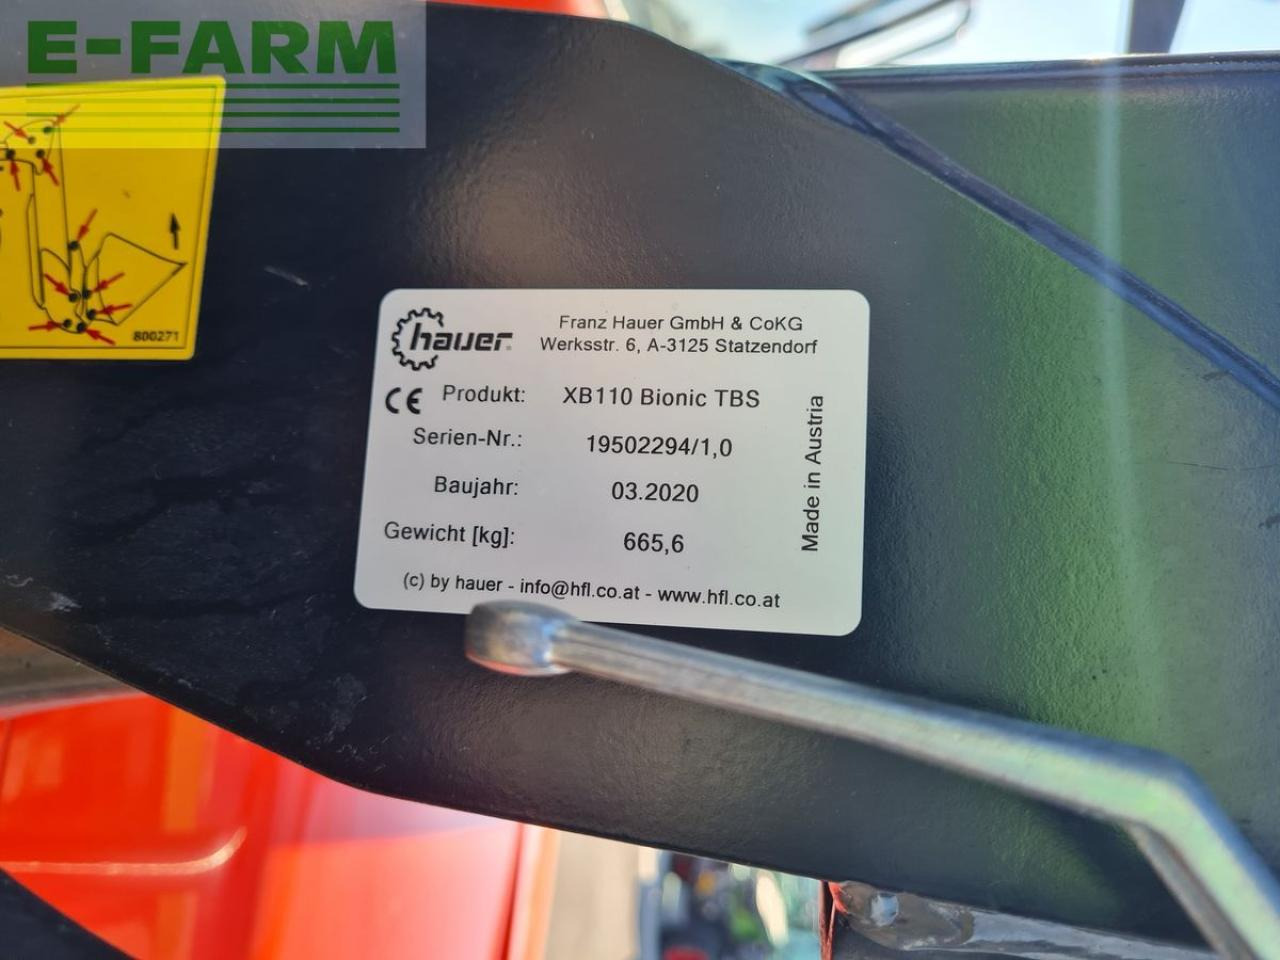 E-FARM
800271
hauer
Franz Hauer GmbH & CoKG
Werksstr. 6, A-3125 Statzendorf
CE Produkt: XB110 Bionic TBS
Serien-Nr.: 19502294/1,0
Baujahr: 03.2020
Gewicht [kg]: 665,6
Made in Austria
(c) by hauer - info@hfl.co.at - www.hfl.co.at